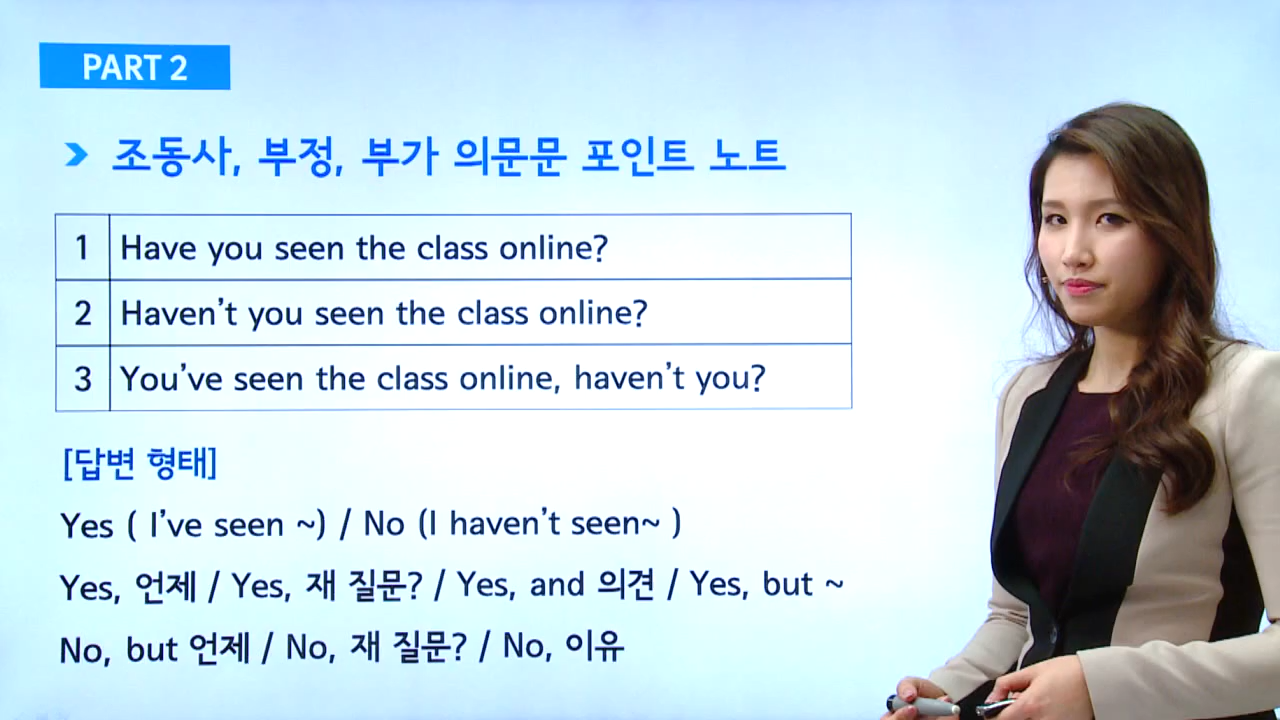 PART 2
조동사, 부정, 부가 의문문 포인트 노트
1 Have you seen the class online?
2 Haven't you seen the class online?
3 You've seen the class online, haven't you?
[답변 형태]
Yes ( I've seen ~) / No (I haven't seen~ )
Yes, 언제 / Yes, 재 질문? / Yes, and 의견 / Yes, but ~
No, but 언제 / No, 재 질문? / No, 이유